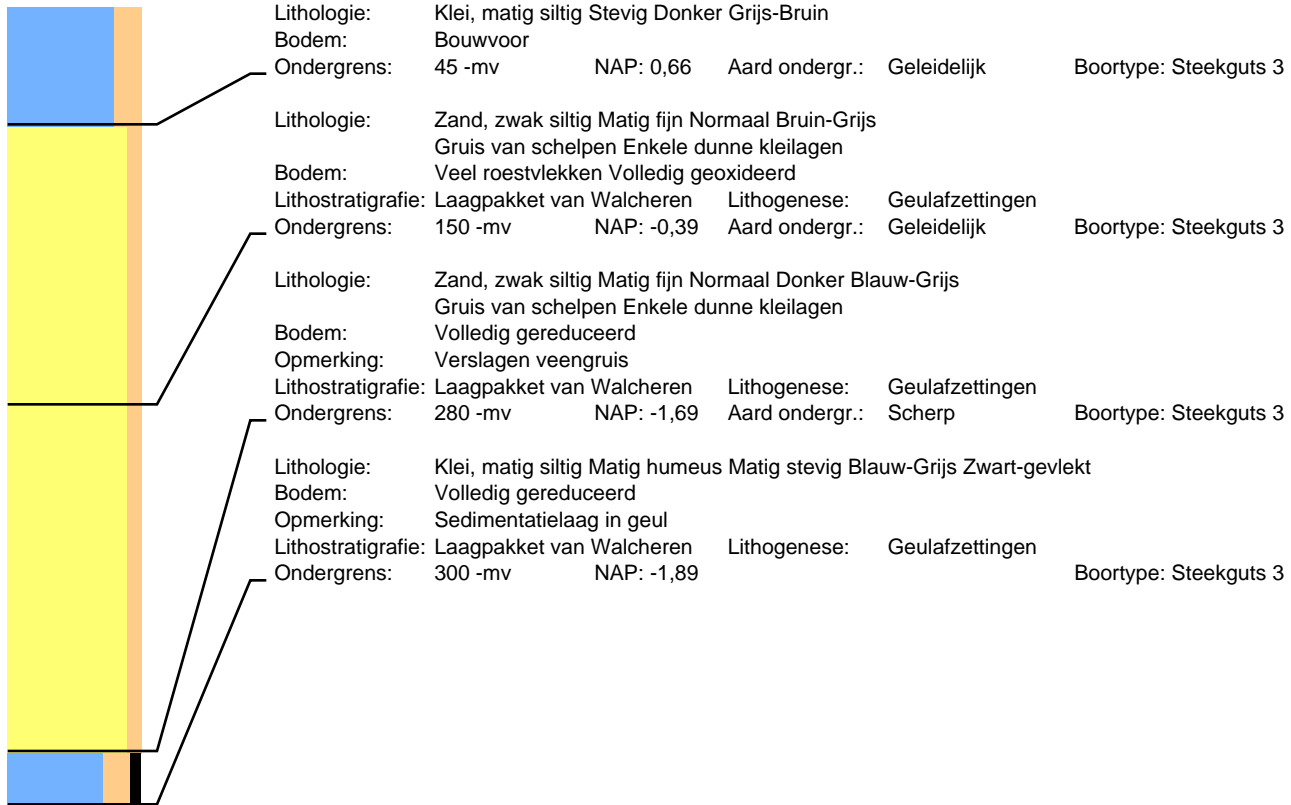 Lithologie: Klei, matig siltig Stevig Donker Grijs-Bruin
Bodem: Bouwvoor
Ondergrens: 45 -mv NAP: 0,66 Aard ondergr.: Geleidelijk Boortype: Steekguts 3
Lithologie: Zand, zwak siltig Matig fijn Normaal Bruin-Grijs
Gruis van schelpen Enkele dunne kleilagen
Bodem: Veel roestvlekken Volledig geoxideerd
Lithostratigrafie: Laagpakket van Walcheren Lithogenese: Geulafzettingen
Ondergrens: 150 -mv NAP: -0,39 Aard ondergr.: Geleidelijk Boortype: Steekguts 3
Lithologie: Zand, zwak siltig Matig fijn Normaal Donker Blauw-Grijs
Gruis van schelpen Enkele dunne kleilagen
Bodem: Volledig gereduceerd
Opmerking: Verslagen veengruis
Lithostratigrafie: Laagpakket van Walcheren Lithogenese: Geulafzettingen
Ondergrens: 280 -mv NAP: -1,69 Aard ondergr.: Scherp Boortype: Steekguts 3
Lithologie: Klei, matig siltig Matig humeus Matig stevig Blauw-Grijs Zwart-gevlekt
Bodem: Volledig gereduceerd
Opmerking: Sedimentatielaag in geul
Lithostratigrafie: Laagpakket van Walcheren Lithogenese: Geulafzettingen
Ondergrens: 300 -mv NAP: -1,89 Boortype: Steekguts 3